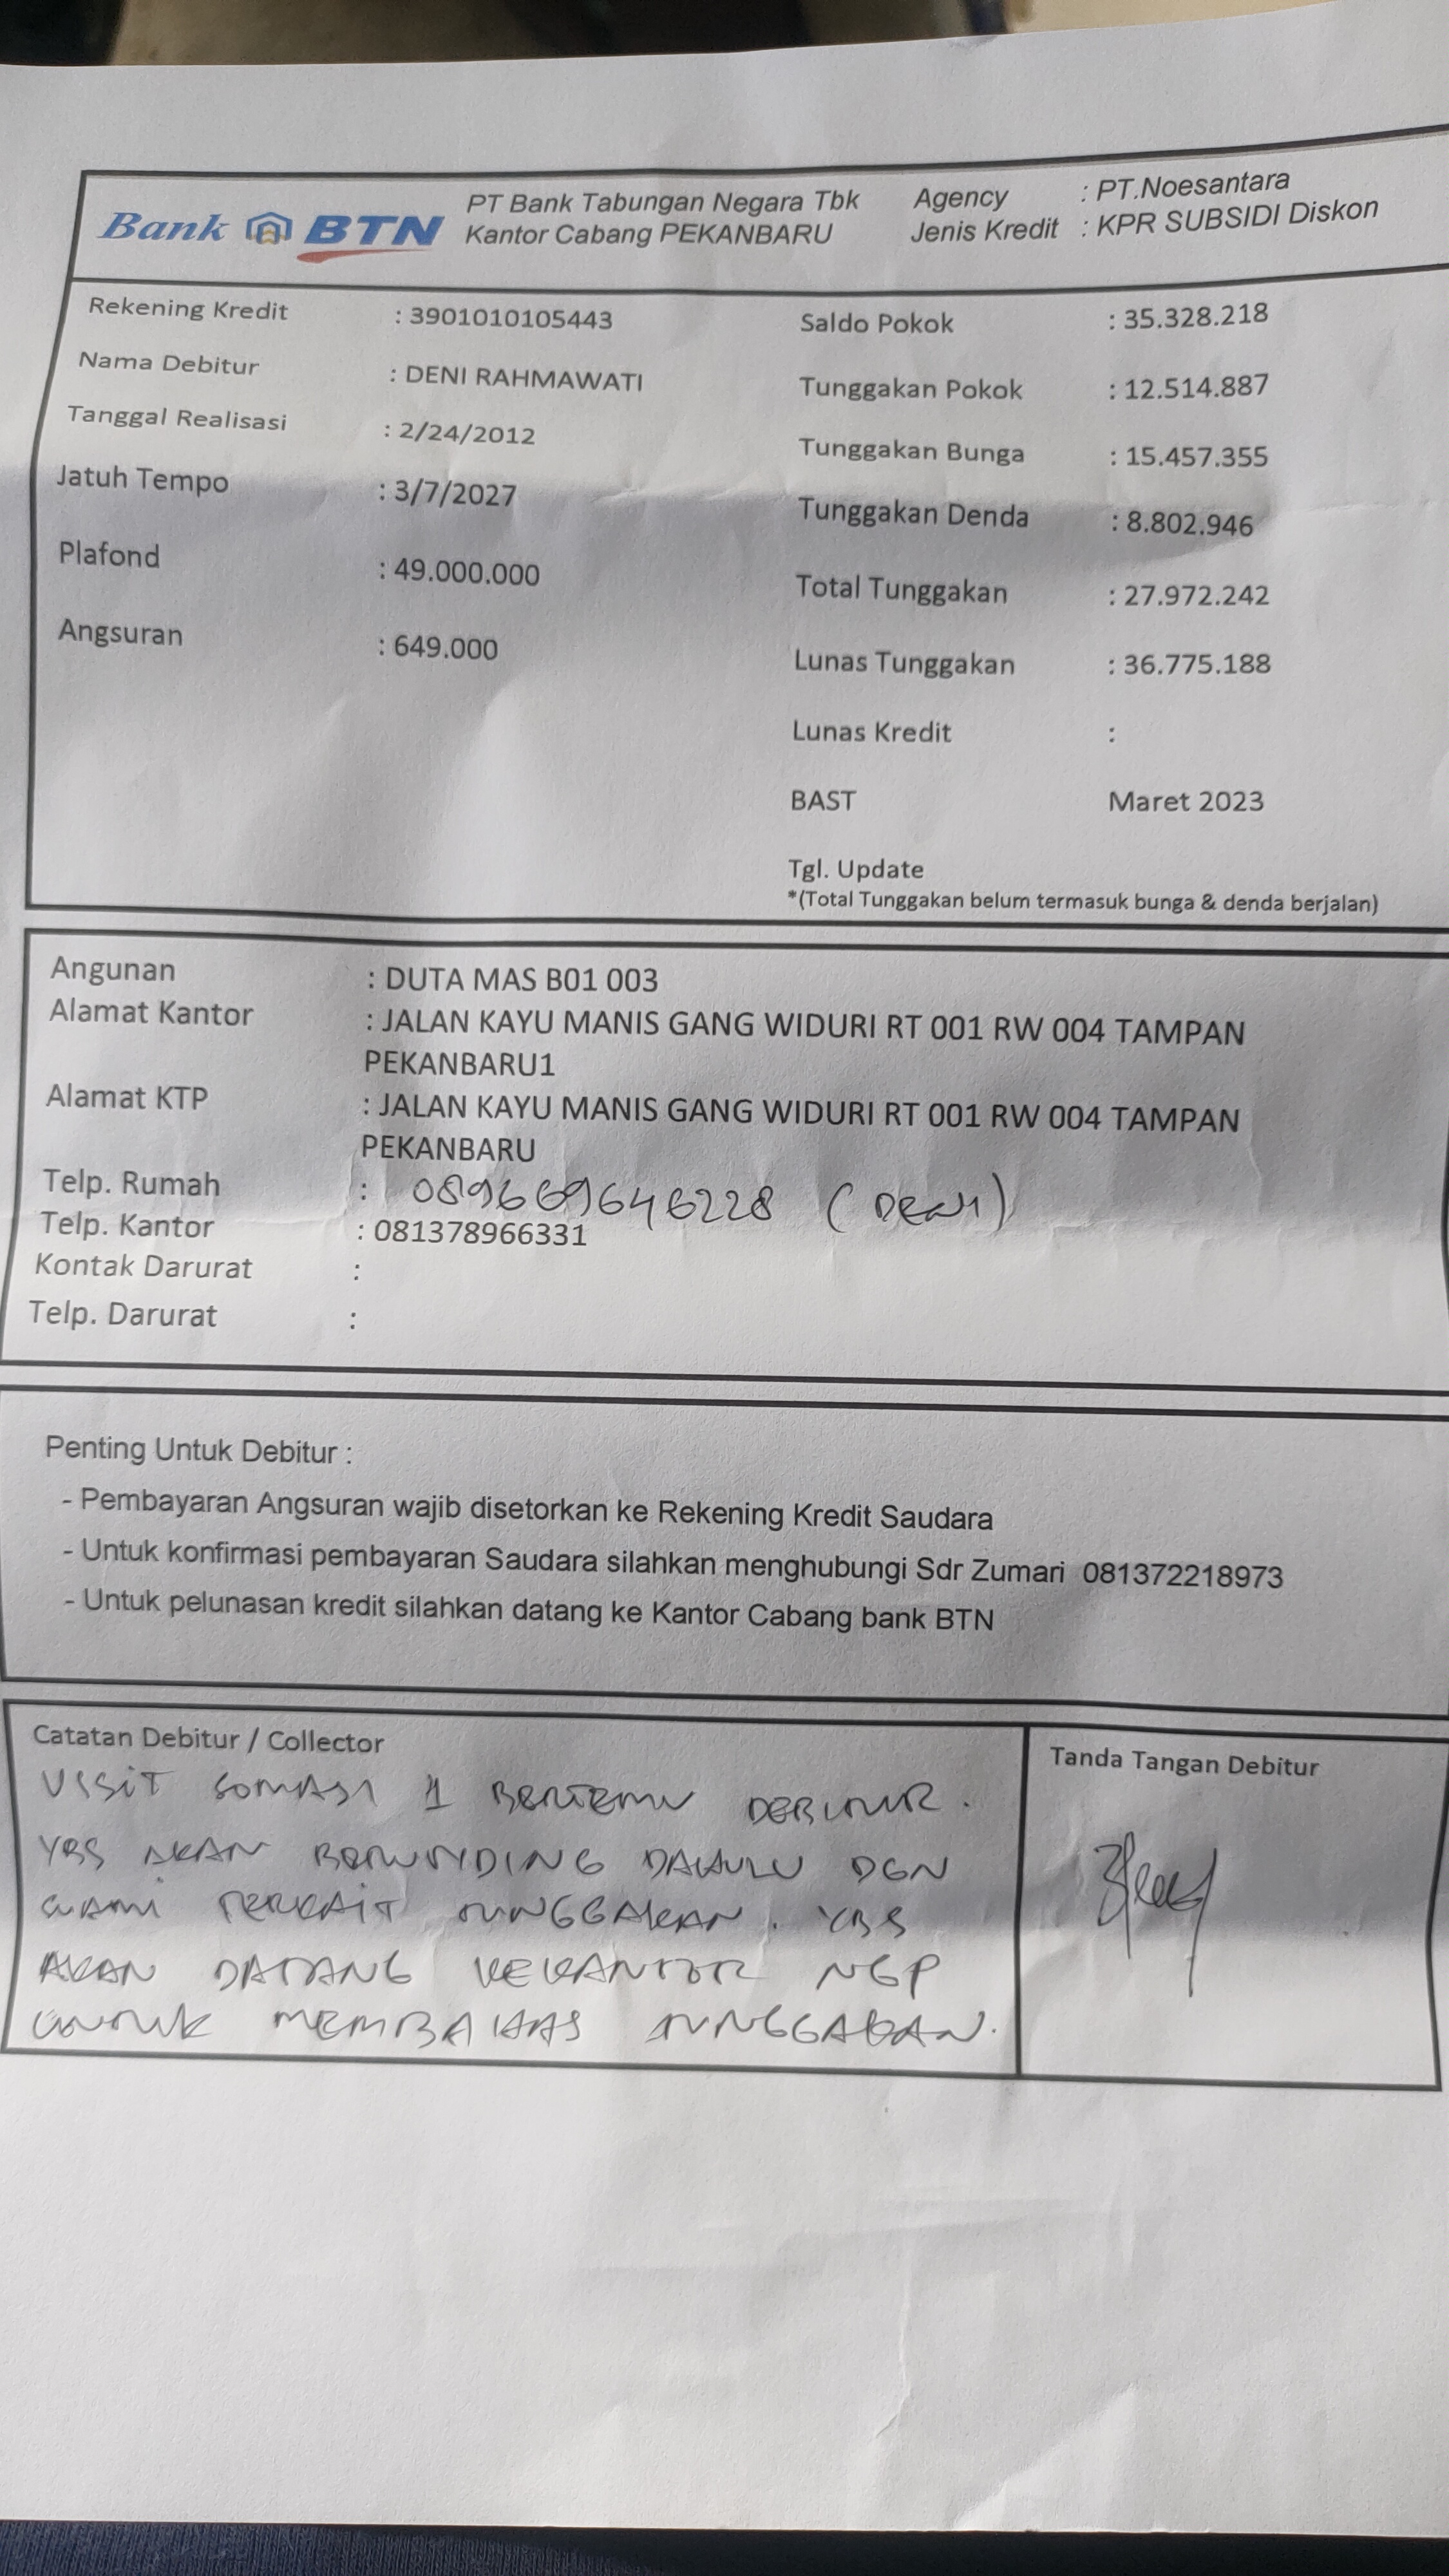 Bank BTN
PT Bank Tabungan Negara Tbk
Kantor Cabang PEKANBARU
Agency : PT.Noesantara
Jenis Kredit : KPR SUBSIDI Diskon
Rekening Kredit : 3901010105443
Nama Debitur : DENI RAHMAWATI
Tanggal Realisasi : 2/24/2012
Jatuh Tempo : 3/7/2027
Plafond : 49.000.000
Angsuran : 649.000
Saldo Pokok : 35.328.218
Tunggakan Pokok : 12.514.887
Tunggakan Bunga : 15.457.355
Tunggakan Denda : 8.802.946
Total Tunggakan : 27.972.242
Lunas Tunggakan : 36.775.188
Lunas Kredit :
BAST Maret 2023
Tgl. Update
*(Total Tunggakan belum termasuk bunga & denda berjalan)
Angunan : DUTA MAS B01 003
Alamat Kantor : JALAN KAYU MANIS GANG WIDURI RT 001 RW 004 TAMPAN
PEKANBARU1
Alamat KTP : JALAN KAYU MANIS GANG WIDURI RT 001 RW 004 TAMPAN
PEKANBARU
Telp. Rumah : 089669646228 (DENI)
Telp. Kantor : 081378966331
Kontak Darurat :
Telp. Darurat :
Penting Untuk Debitur :
- Pembayaran Angsuran wajib disetorkan ke Rekening Kredit Saudara
- Untuk konfirmasi pembayaran Saudara silahkan menghubungi Sdr Zumari 081372218973
- Untuk pelunasan kredit silahkan datang ke Kantor Cabang bank BTN
Catatan Debitur / Collector
VISIT SOMASI 1 BERTEMU DEBITUR.
YBS AKAN BERUNDING DAHULU DGN
SUAMI TERKAIT TUNGGAKAN. YBS
AKAN DATANG KEKANTOR NGP
UNTUK MEMBAHAS TUNGGAKAN.
Tanda Tangan Debitur